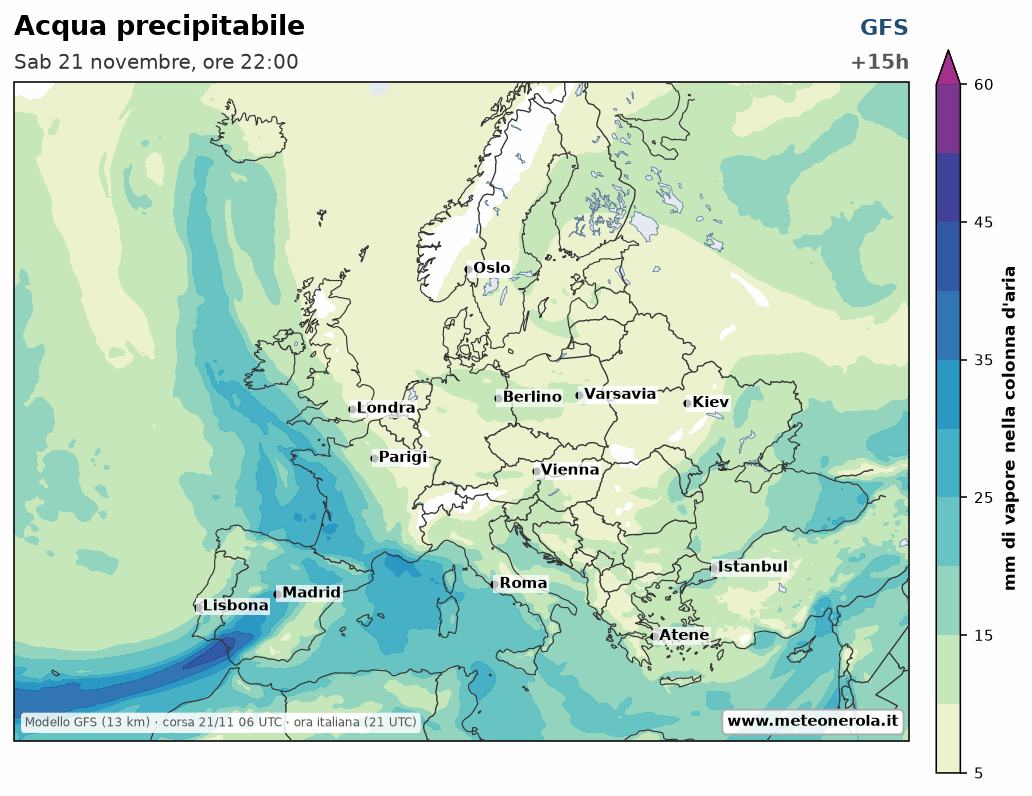 Acqua precipitabile
GFS
Sab 21 novembre, ore 22:00
+15h
60
45
35
25
15
5
mm di vapore nella colonna d'aria
Oslo
Londra
Berlino
Varsavia
Kiev
Parigi
Vienna
Istanbul
Roma
Madrid
Lisbona
Atene
Modello GFS (13 km) · corsa 21/11 06 UTC · ora italiana (21 UTC)
www.meteonerola.it